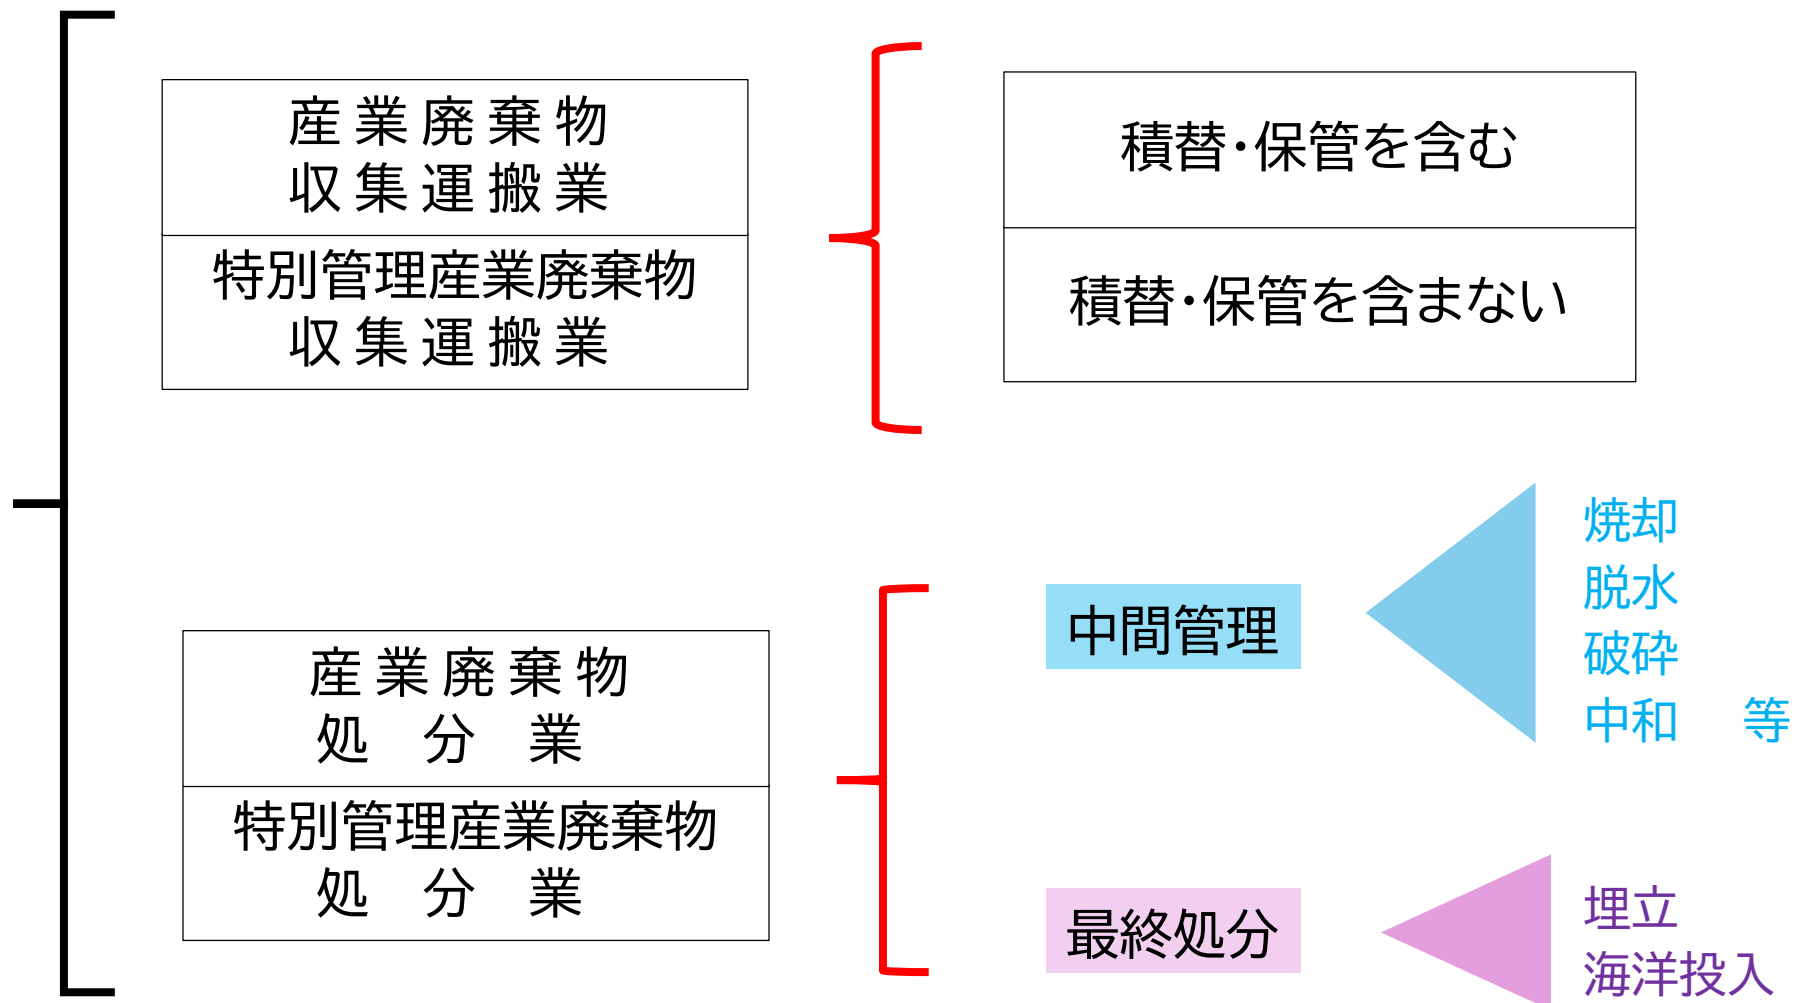 産業廃棄物
収集運搬業
特別管理産業廃棄物
収集運搬業
積替・保管を含む
積替・保管を含まない
産業廃棄物
処 分 業
特別管理産業廃棄物
処 分 業
中間管理
焼却
脱水
破砕
中和 等
最終処分
埋立
海洋投入